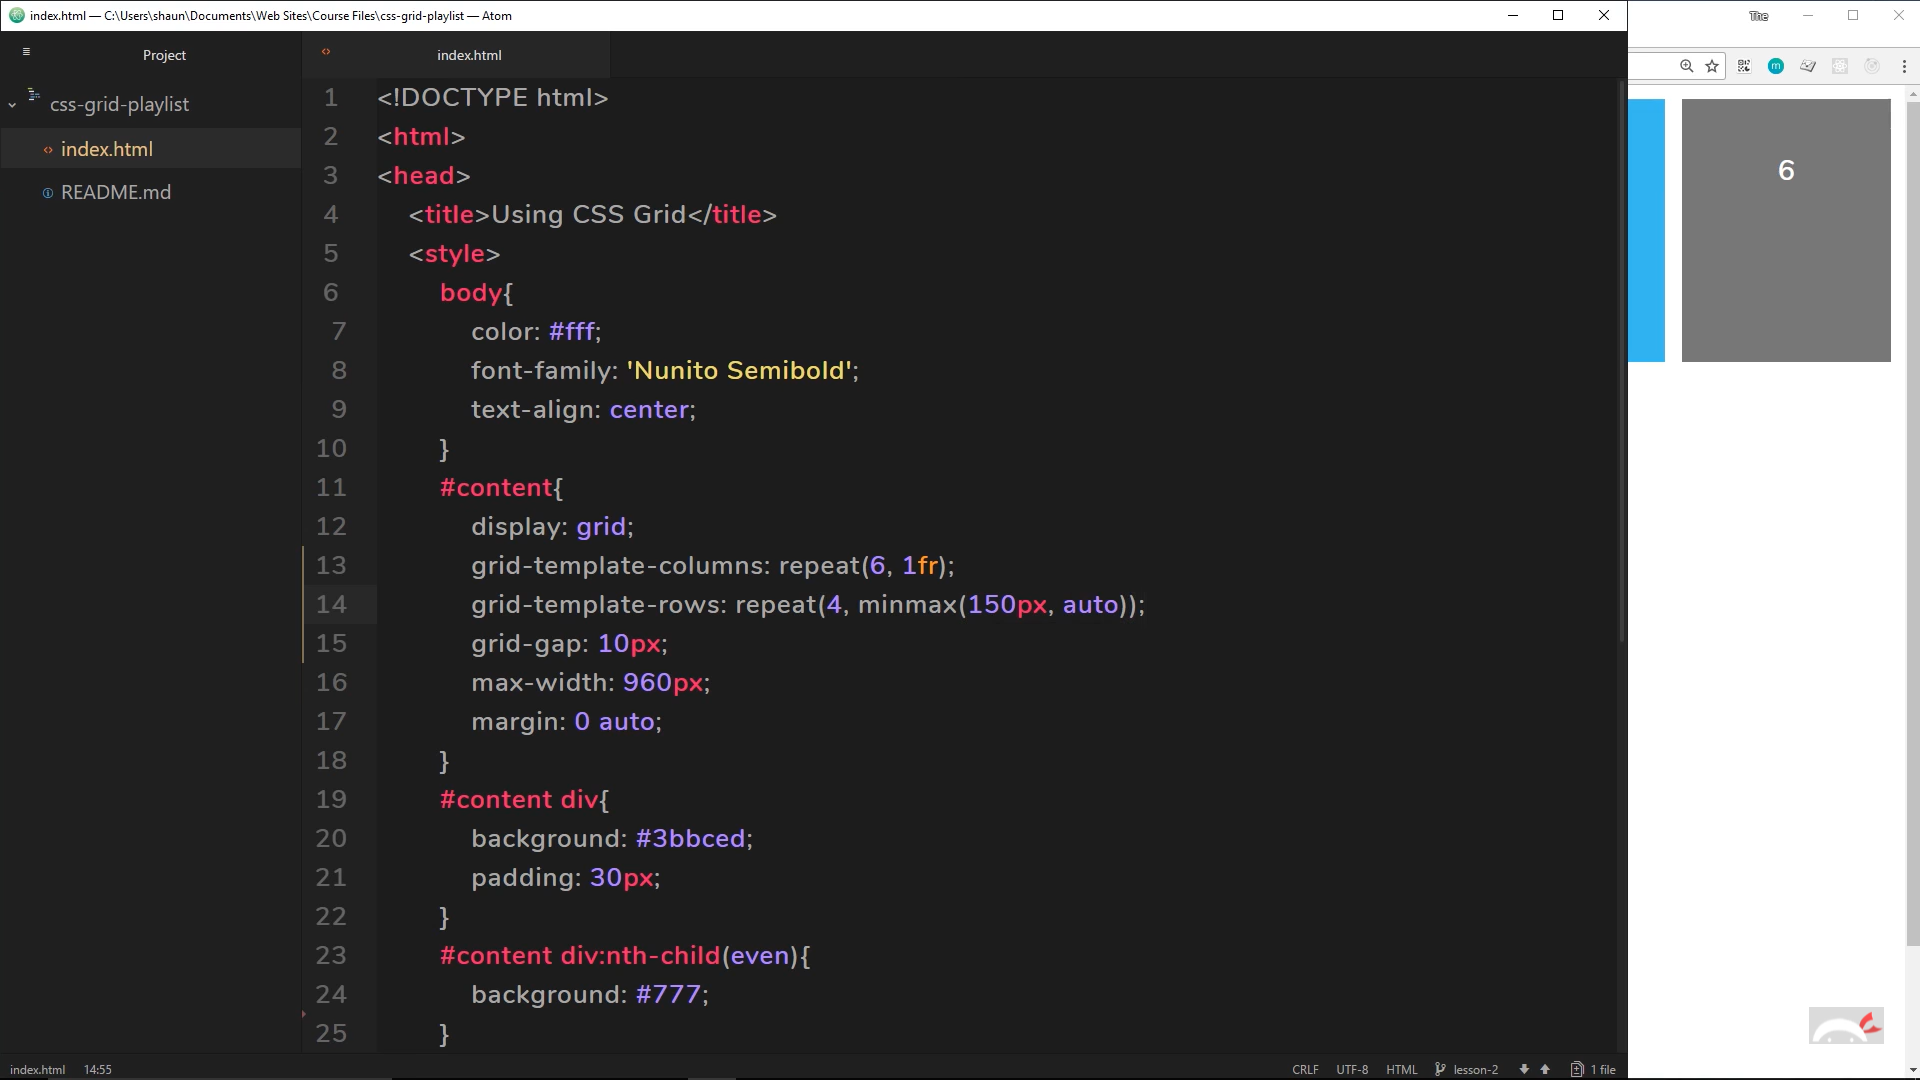 index.html — C:\Users\shaun\Documents\Web Sites\Course Files\css-grid-playlist — Atom
The
Project
index.html
css-grid-playlist
index.html
README.md
1 <!DOCTYPE html>
2 <html>
3 <head>
4 <title>Using CSS Grid</title>
5 <style>
6 body{
7 color: #fff;
8 font-family: 'Nunito Semibold';
9 text-align: center;
10 }
11 #content{
12 display: grid;
13 grid-template-columns: repeat(6, 1fr);
14 grid-template-rows: repeat(4, minmax(150px, auto));
15 grid-gap: 10px;
16 max-width: 960px;
17 margin: 0 auto;
18 }
19 #content div{
20 background: #3bbced;
21 padding: 30px;
22 }
23 #content div:nth-child(even){
24 background: #777;
25 }
m
6
index.html 14:55 CRLF UTF-8 HTML lesson-2 1 file